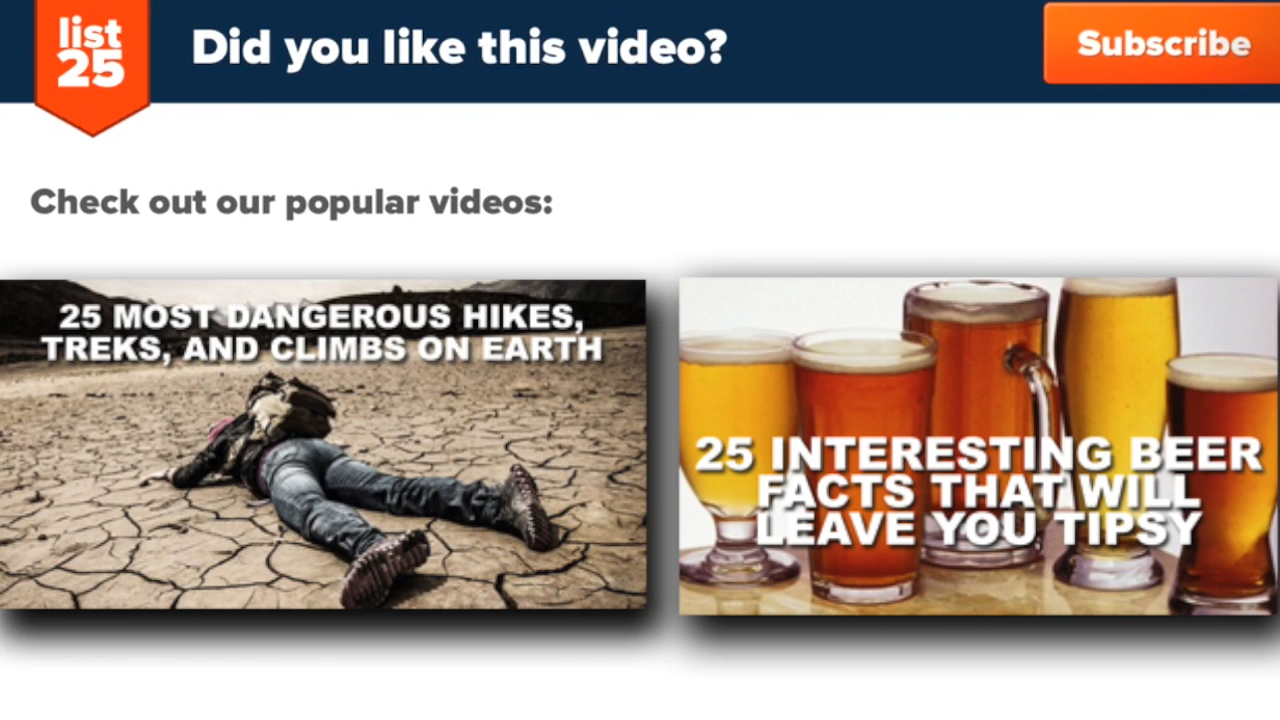 list
25
Did you like this video?
Subscribe
Check out our popular videos:
25 MOST DANGEROUS HIKES,
TREKS, AND CLIMBS ON EARTH
25 INTERESTING BEER
FACTS THAT WILL
LEAVE YOU TIPSY